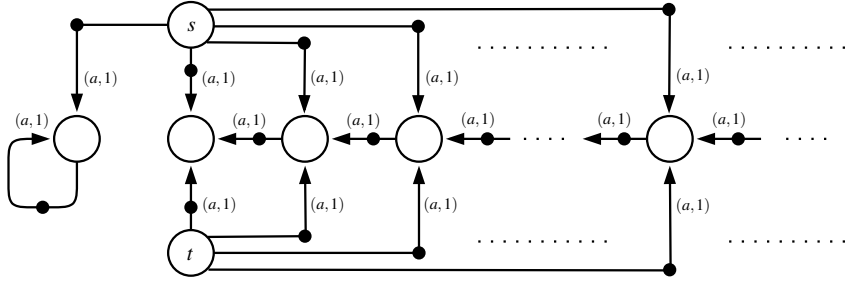 s
(a,1) (a,1) (a,1) (a,1) (a,1)
(a,1) (a,1) (a,1) (a,1) (a,1) (a,1)
(a,1) (a,1) (a,1) (a,1)
t